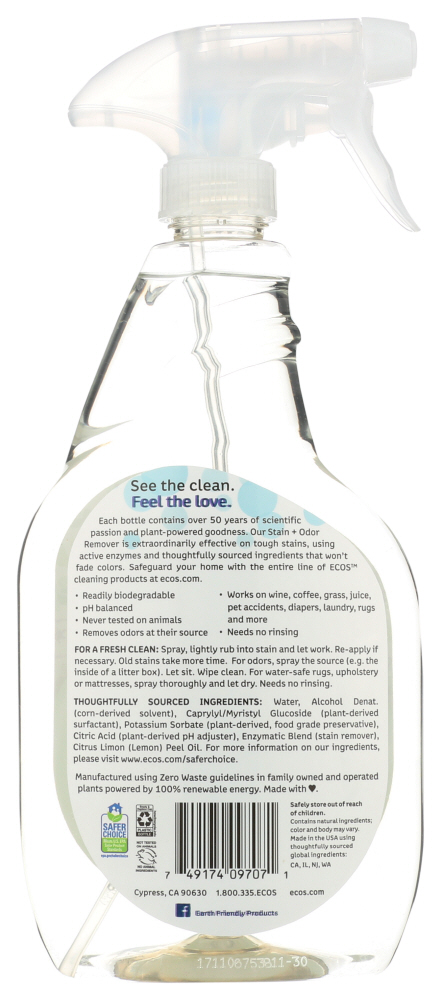 See the clean.
Feel the love.
Each bottle contains over 50 years of scientific
passion and plant-powered goodness. Our Stain + Odor
Remover is extraordinarily effective on tough stains, using
active enzymes and thoughtfully sourced ingredients that won't
fade colors. Safeguard your home with the entire line of ECOS™
cleaning products at ecos.com.
• Readily biodegradable
• pH balanced
• Never tested on animals
• Removes odors at their source
• Works on wine, coffee, grass, juice,
pet accidents, diapers, laundry, rugs
and more
• Needs no rinsing
FOR A FRESH CLEAN: Spray, lightly rub into stain and let work. Re-apply if
necessary. Old stains take more time. For odors, spray the source (e.g. the
inside of a litter box). Let sit. Wipe clean. For water-safe rugs, upholstery
or mattresses, spray thoroughly and let dry. Needs no rinsing.
THOUGHTFULLY SOURCED INGREDIENTS: Water, Alcohol Denat.
(corn-derived solvent), Caprylyl/Myristyl Glucoside (plant-derived
surfactant), Potassium Sorbate (plant-derived, food grade preservative),
Citric Acid (plant-derived pH adjuster), Enzymatic Blend (stain remover),
Citrus Limon (Lemon) Peel Oil. For more information on our ingredients,
please visit www.ecos.com/saferchoice.
Manufactured using Zero Waste guidelines in family owned and operated
plants powered by 100% renewable energy. Made with ♥.
SAFER
CHOICE
NOT TESTED
ON ANIMALS
NO ANIMAL
INGREDIENTS
7 49174 09707 1
Safely store out of reach
of children.
Contains natural ingredients;
color and body may vary.
Made in the USA using
thoughtfully sourced
global ingredients:
CA, IL, NJ, WA
Cypress, CA 90630 1.800.335.ECOS ecos.com
Earth Friendly Products